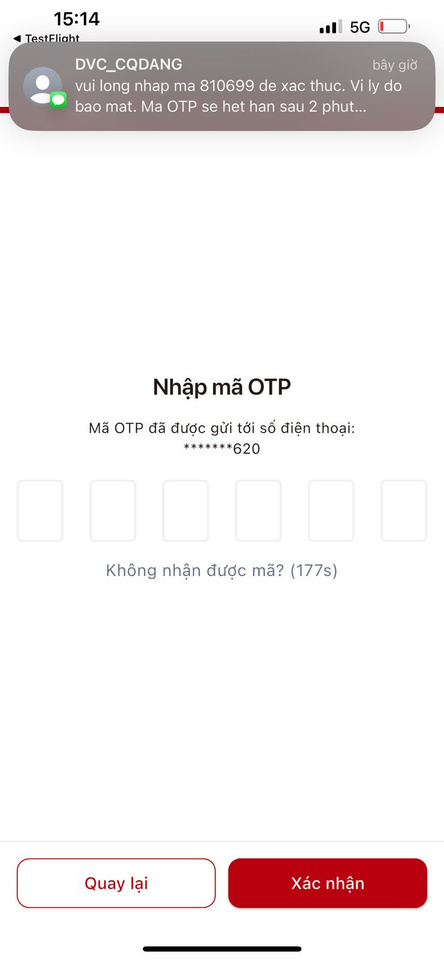 15:14
5G
◀ TestFlight
DVC_CQDANG
bây giờ
vui long nhap ma 810699 de xac thuc. Vi ly do
bao mat. Ma OTP se het han sau 2 phut...
Nhập mã OTP
Mã OTP đã được gửi tới số điện thoại:
*******620
Không nhận được mã? (177s)
Quay lại
Xác nhận